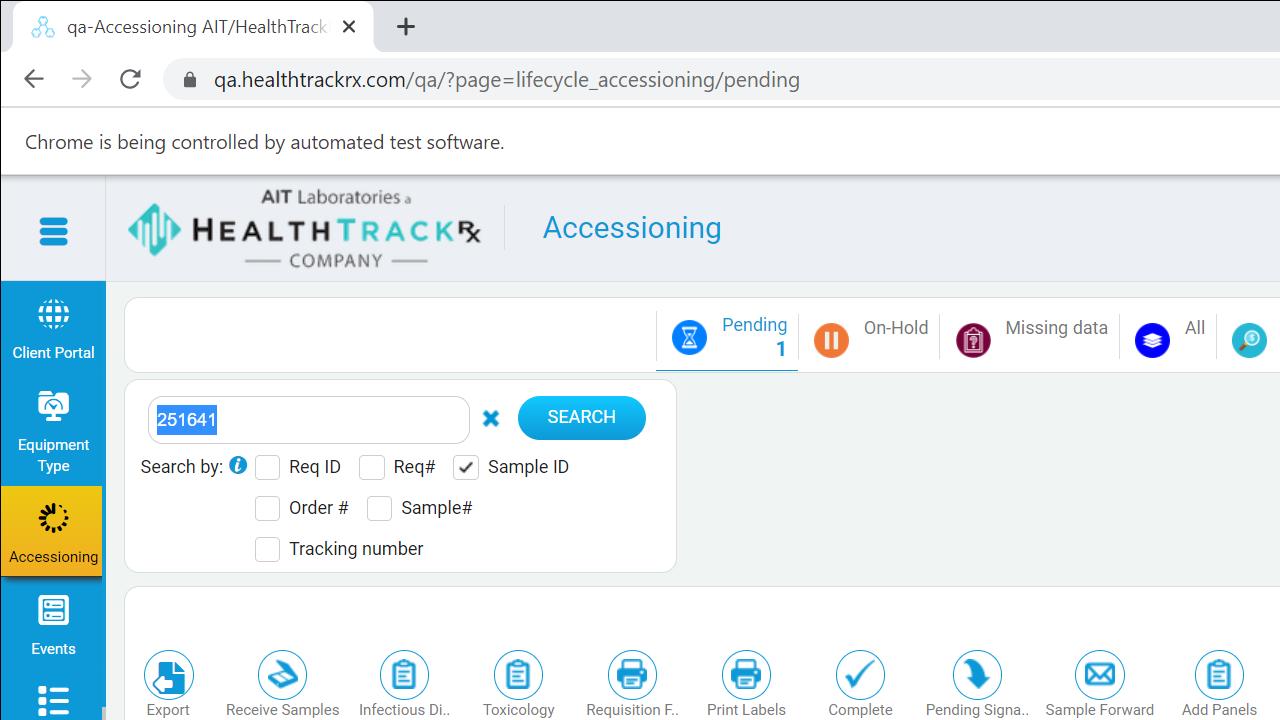 qa-Accessioning AIT/HealthTrack
qa.healthtrackrx.com/qa/?page=lifecycle_accessioning/pending
Chrome is being controlled by automated test software.
AIT Laboratories a
HEALTHTRACKRX
COMPANY
Accessioning
Client Portal
Equipment
Type
Accessioning
Events
Pending
1
On-Hold
Missing data
All
251641
SEARCH
Search by:
Req ID
Req#
Sample ID
Order #
Sample#
Tracking number
Export
Receive Samples
Infectious Di..
Toxicology
Requisition F..
Print Labels
Complete
Pending Signa..
Sample Forward
Add Panels